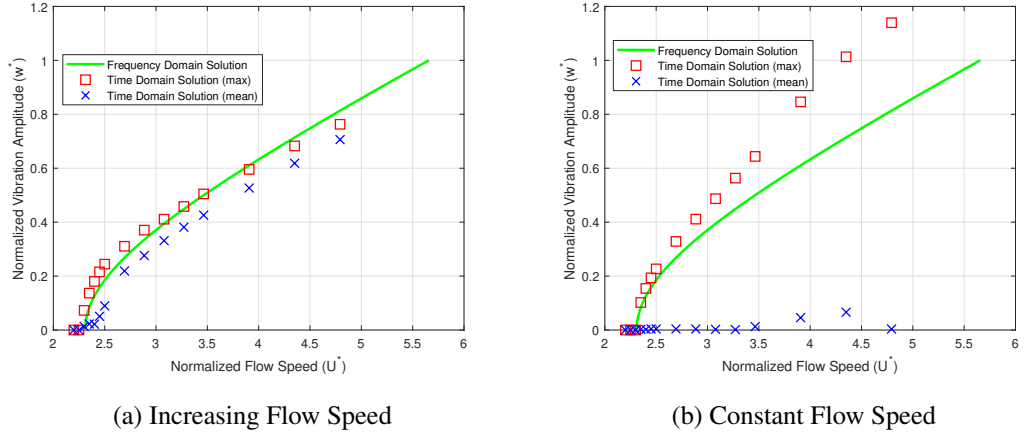 1.2
1
0.8
0.6
0.4
0.2
0
Normalized Vibration Amplitude (w*)
Frequency Domain Solution
Time Domain Solution (max)
Time Domain Solution (mean)
2 2.5 3 3.5 4 4.5 5 5.5 6
Normalized Flow Speed (U*)
(a) Increasing Flow Speed
1.2
1
0.8
0.6
0.4
0.2
0
Normalized Vibration Amplitude (w*)
Frequency Domain Solution
Time Domain Solution (max)
Time Domain Solution (mean)
2 2.5 3 3.5 4 4.5 5 5.5 6
Normalized Flow Speed (U*)
(b) Constant Flow Speed